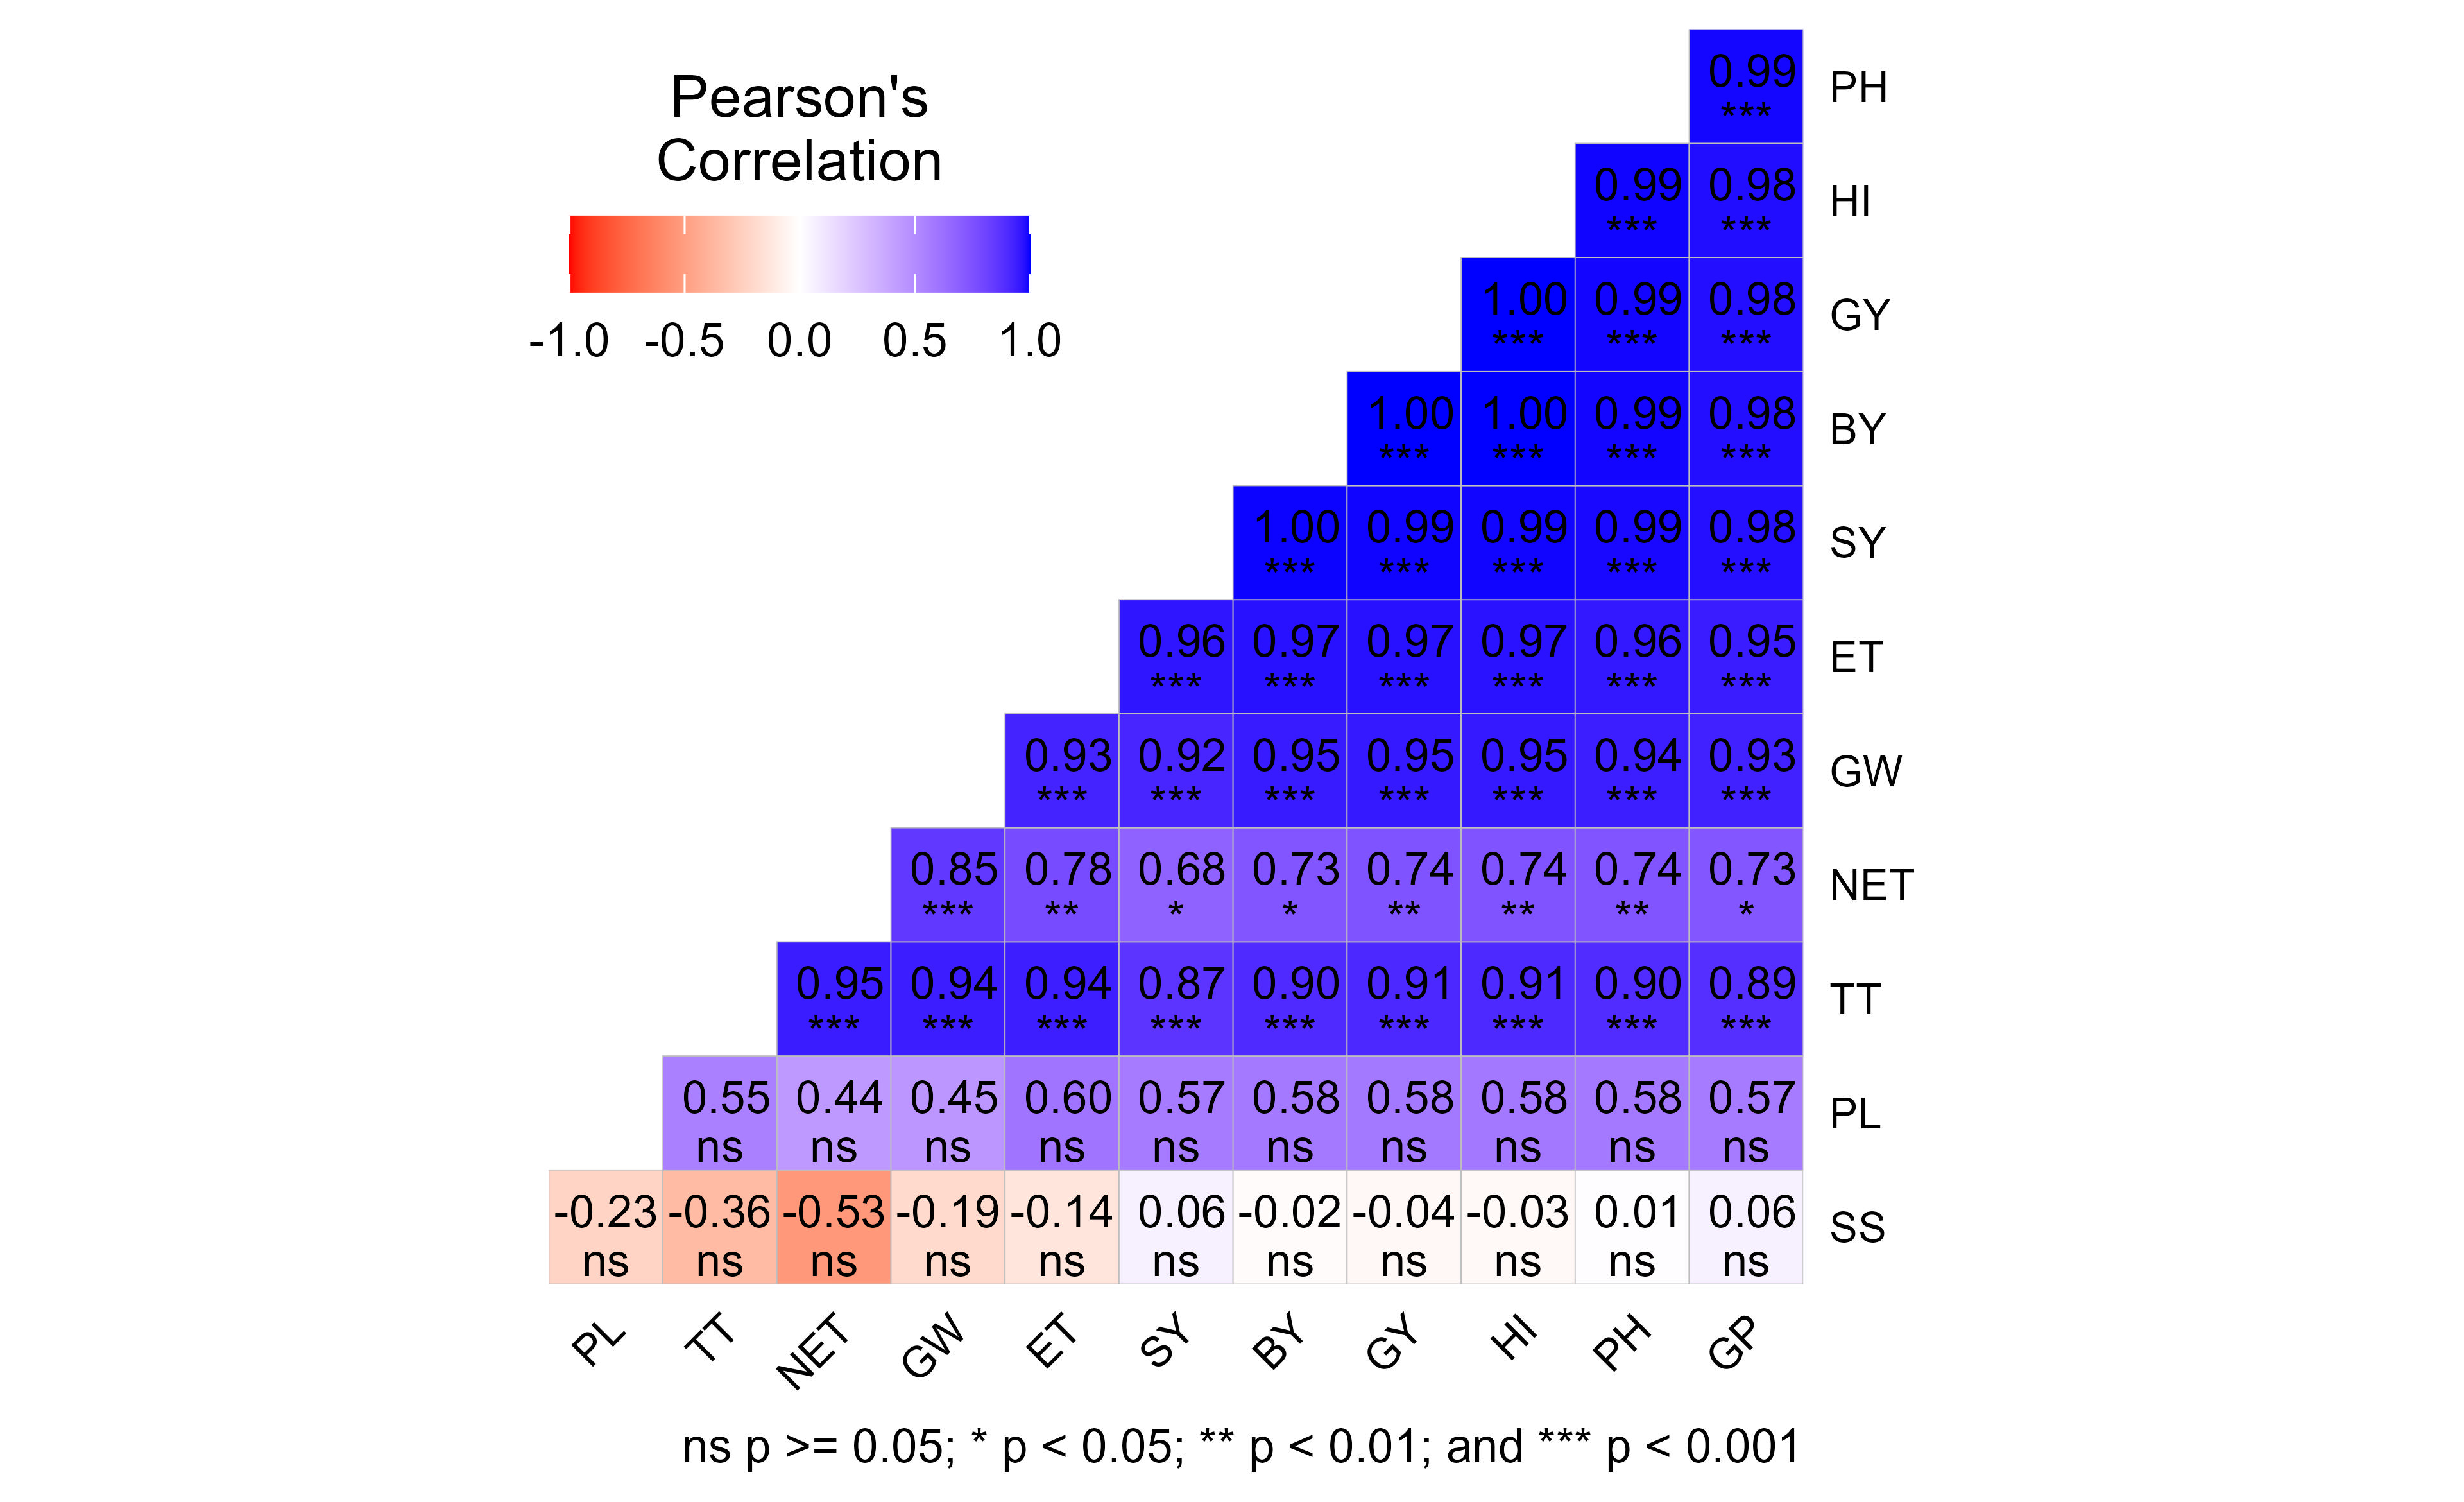 Pearson's
Correlation
-1.0 -0.5 0.0 0.5 1.0
0.99 PH
***
0.99 0.98 HI
*** ***
1.00 0.99 0.98 GY
*** *** ***
1.00 1.00 0.99 0.98 BY
*** *** *** ***
1.00 0.99 0.99 0.99 0.98 SY
*** *** *** *** ***
0.96 0.97 0.97 0.97 0.96 0.95 ET
*** *** *** *** *** ***
0.93 0.92 0.95 0.95 0.95 0.94 0.93 GW
*** *** *** *** *** *** ***
0.85 0.78 0.68 0.73 0.74 0.74 0.74 0.73 NET
*** ** * * ** ** ** *
0.95 0.94 0.94 0.87 0.90 0.91 0.91 0.90 0.89 TT
*** *** *** *** *** *** *** *** ***
0.55 0.44 0.45 0.60 0.57 0.58 0.58 0.58 0.58 0.57 PL
ns ns ns ns ns ns ns ns ns ns
-0.23 -0.36 -0.53 -0.19 -0.14 0.06 -0.02 -0.04 -0.03 0.01 0.06 SS
ns ns ns ns ns ns ns ns ns ns ns
PL TT NET GW ET SY BY GY HI PH GP
ns p >= 0.05; * p < 0.05; ** p < 0.01; and *** p < 0.001